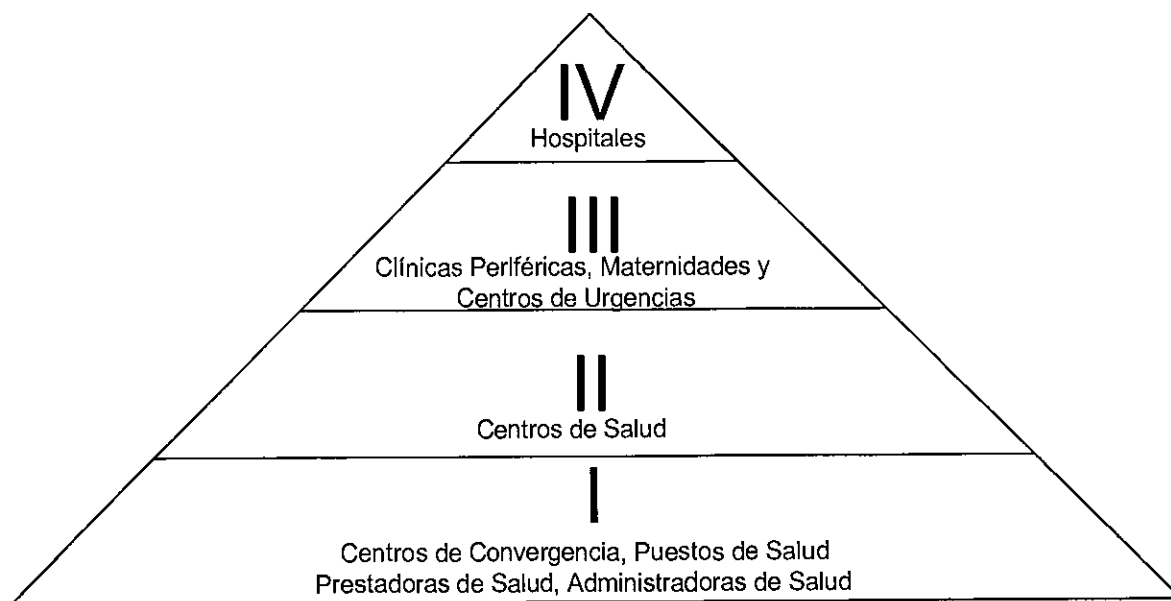 IV
Hospitales
III
Clínicas Periféricas, Maternidades y
Centros de Urgencias
II
Centros de Salud
I
Centros de Convergencia, Puestos de Salud
Prestadoras de Salud, Administradoras de Salud